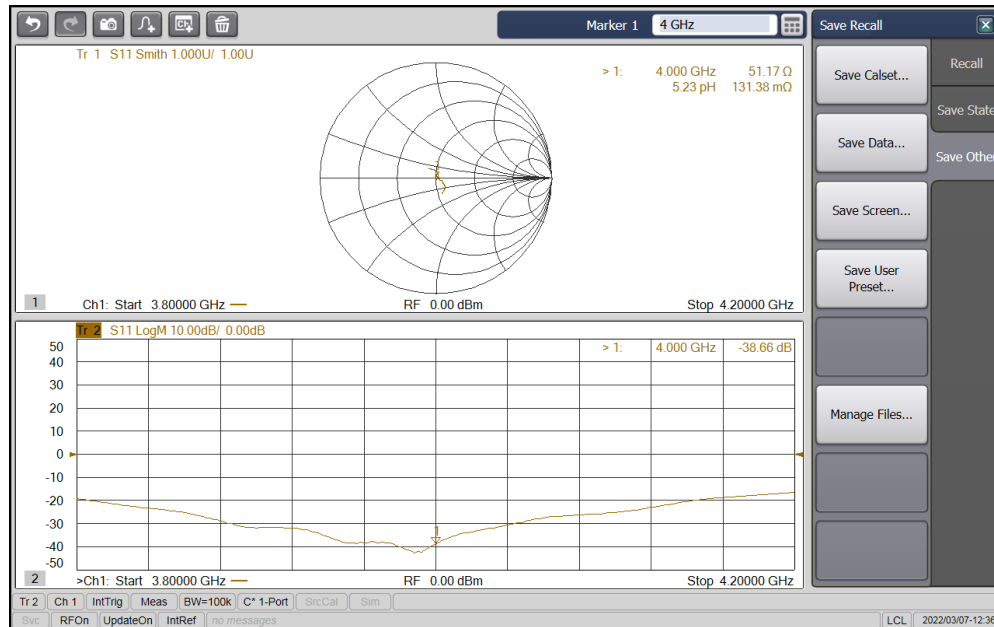 Marker 1 4 GHz
Save Recall X
Tr 1 S11 Smith 1.000U/ 1.00U
> 1: 4.000 GHz 51.17 Ω
5.23 pH 131.38 mΩ
1 Ch1: Start 3.80000 GHz — RF 0.00 dBm Stop 4.20000 GHz
Tr 2 S11 LogM 10.00dB/ 0.00dB
> 1: 4.000 GHz -38.66 dB
50
40
30
20
10
0
-10
-20
-30
-40
-50
1
2 >Ch1: Start 3.80000 GHz — RF 0.00 dBm Stop 4.20000 GHz
Save Calset...
Save Data...
Save Screen...
Save User
Preset...
Manage Files...
Recall
Save State
Save Other
Tr 2 Ch 1 IntTrig Meas BW=100k C* 1-Port SrcCal Sim
Svc RFOn UpdateOn IntRef no messages LCL 2022/03/07-12:36